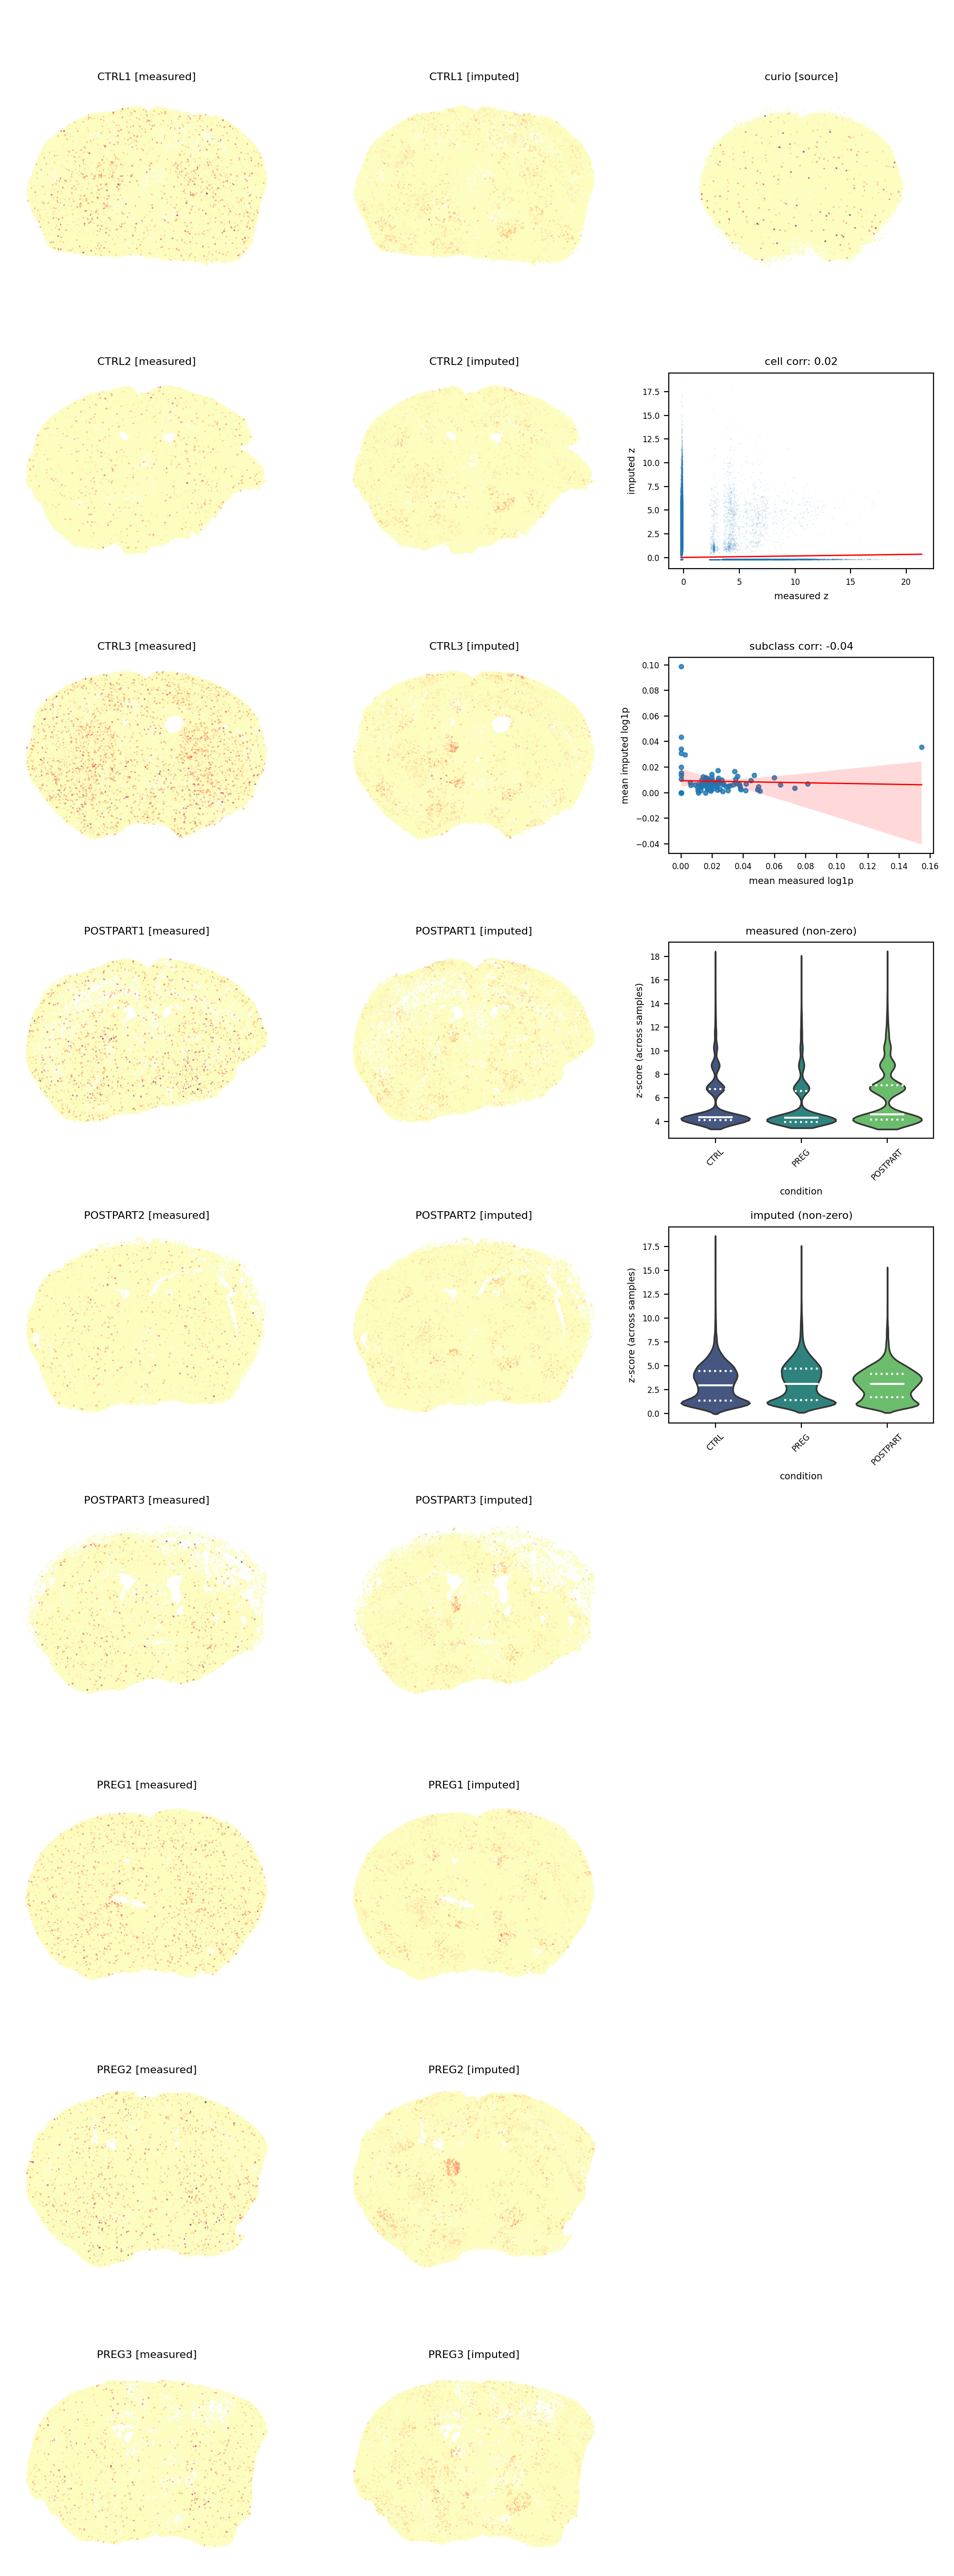 CTRL1 [measured]
CTRL1 [imputed]
curio [source]
CTRL2 [measured]
CTRL2 [imputed]
cell corr: 0.02
17.5
15.0
12.5
10.0
7.5
5.0
2.5
0.0
imputed z
0
5
10
15
20
measured z
CTRL3 [measured]
CTRL3 [imputed]
subclass corr: -0.04
0.10
0.08
0.06
0.04
0.02
0.00
−0.02
−0.04
mean imputed log1p
0.00
0.02
0.04
0.06
0.08
0.10
0.12
0.14
0.16
mean measured log1p
POSTPART1 [measured]
POSTPART1 [imputed]
measured (non-zero)
18
16
14
12
10
8
6
4
z-score (across samples)
CTRL
PREG
POSTPART
condition
POSTPART2 [measured]
POSTPART2 [imputed]
imputed (non-zero)
17.5
15.0
12.5
10.0
7.5
5.0
2.5
0.0
z-score (across samples)
CTRL
PREG
POSTPART
condition
POSTPART3 [measured]
POSTPART3 [imputed]
PREG1 [measured]
PREG1 [imputed]
PREG2 [measured]
PREG2 [imputed]
PREG3 [measured]
PREG3 [imputed]